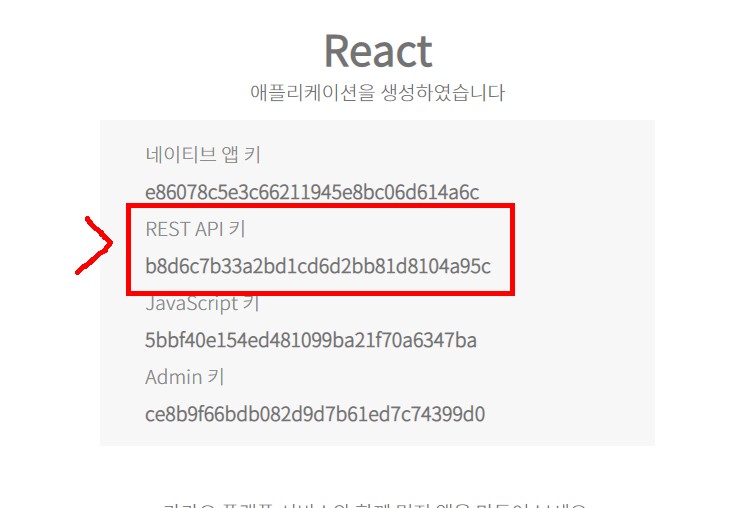 React
애플리케이션을 생성하였습니다
네이티브 앱 키
e86078c5e3c66211945e8bc06d614a6c
REST API 키
b8d6c7b33a2bd1cd6d2bb81d8104a95c
JavaScript 키
5bbf40e154ed481099ba21f70a6347ba
Admin 키
ce8b9f66bdb082d9d7b61ed7c74399d0